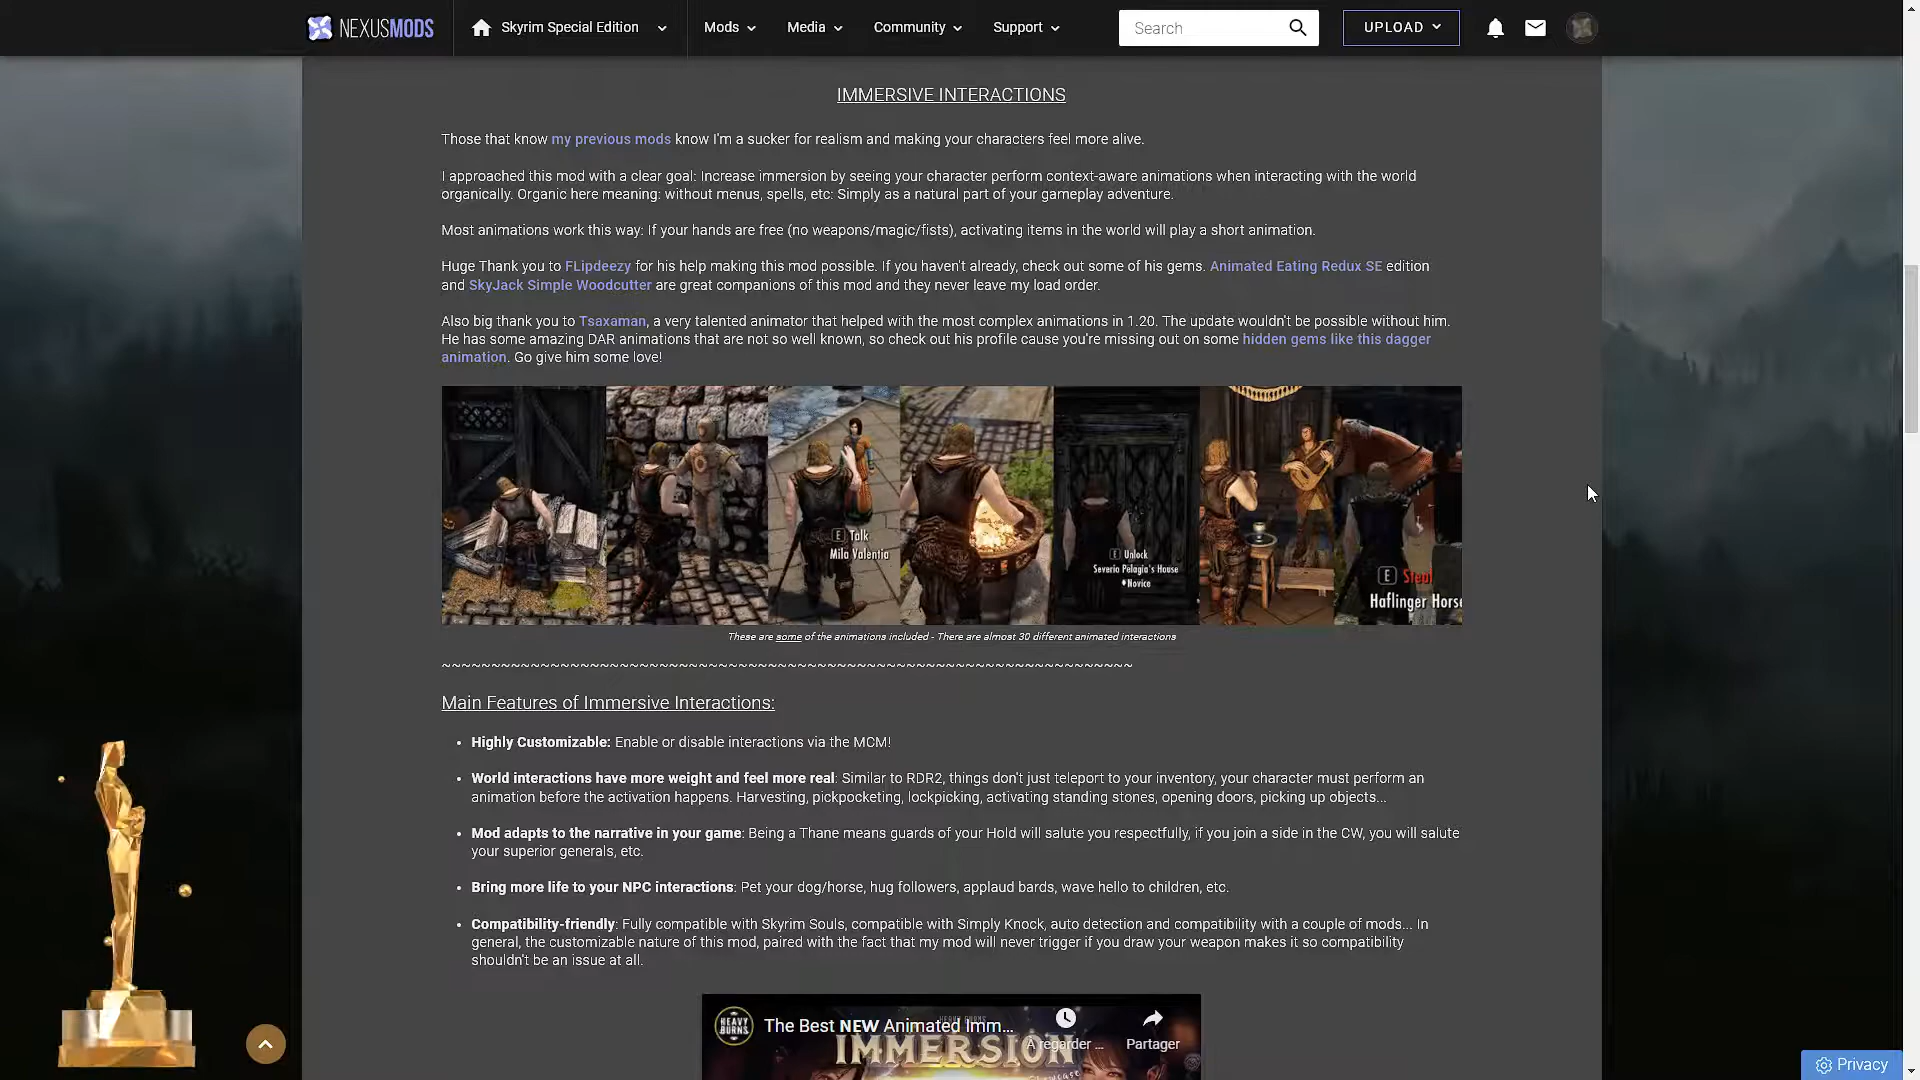 NEXUSMODS
Skyrim Special Edition
Mods
Media
Community
Support
Search
UPLOAD
IMMERSIVE INTERACTIONS
Those that know my previous mods know I'm a sucker for realism and making your characters feel more alive.
I approached this mod with a clear goal: Increase immersion by seeing your character perform context-aware animations when interacting with the world
organically. Organic here meaning: without menus, spells, etc: Simply as a natural part of your gameplay adventure.
Most animations work this way: If your hands are free (no weapons/magic/fists), activating items in the world will play a short animation.
Huge Thank you to FLipdeezy for his help making this mod possible. If you haven't already, check out some of his gems. Animated Eating Redux SE edition
and SkyJack Simple Woodcutter are great companions of this mod and they never leave my load order.
Also big thank you to Tsaxaman, a very talented animator that helped with the most complex animations in 1.20. The update wouldn't be possible without him.
He has some amazing DAR animations that are not so well known, so check out his profile cause you're missing out on some hidden gems like this dagger
animation. Go give him some love!
E Talk
Mila Valentia
E Unlock
Severio Pelagia's House
Novice
E Steal
Haflinger Horse
These are some of the animations included - There are almost 30 different animated interactions
~~~~~~~~~~~~~~~~~~~~~~~~~~~~~~~~~~~~~~~~~~~~~~~~~~~~~~~~~~~~~~~~~~~~~~
Main Features of Immersive Interactions:
• Highly Customizable: Enable or disable interactions via the MCM!
• World interactions have more weight and feel more real: Similar to RDR2, things don't just teleport to your inventory, your character must perform an
animation before the activation happens. Harvesting, pickpocketing, lockpicking, activating standing stones, opening doors, picking up objects...
• Mod adapts to the narrative in your game: Being a Thane means guards of your Hold will salute you respectfully, if you join a side in the CW, you will salute
your superior generals, etc.
• Bring more life to your NPC interactions: Pet your dog/horse, hug followers, applaud bards, wave hello to children, etc.
• Compatibility-friendly: Fully compatible with Skyrim Souls, compatible with Simply Knock, auto detection and compatibility with a couple of mods... In
general, the customizable nature of this mod, paired with the fact that my mod will never trigger if you draw your weapon makes it so compatibility
shouldn't be an issue at all.
HEAVY BURNS
The Best NEW Animated Imm...
HEAVY BURNS
À regarder ...
Partager
IMMERSION
Showcase
Privacy